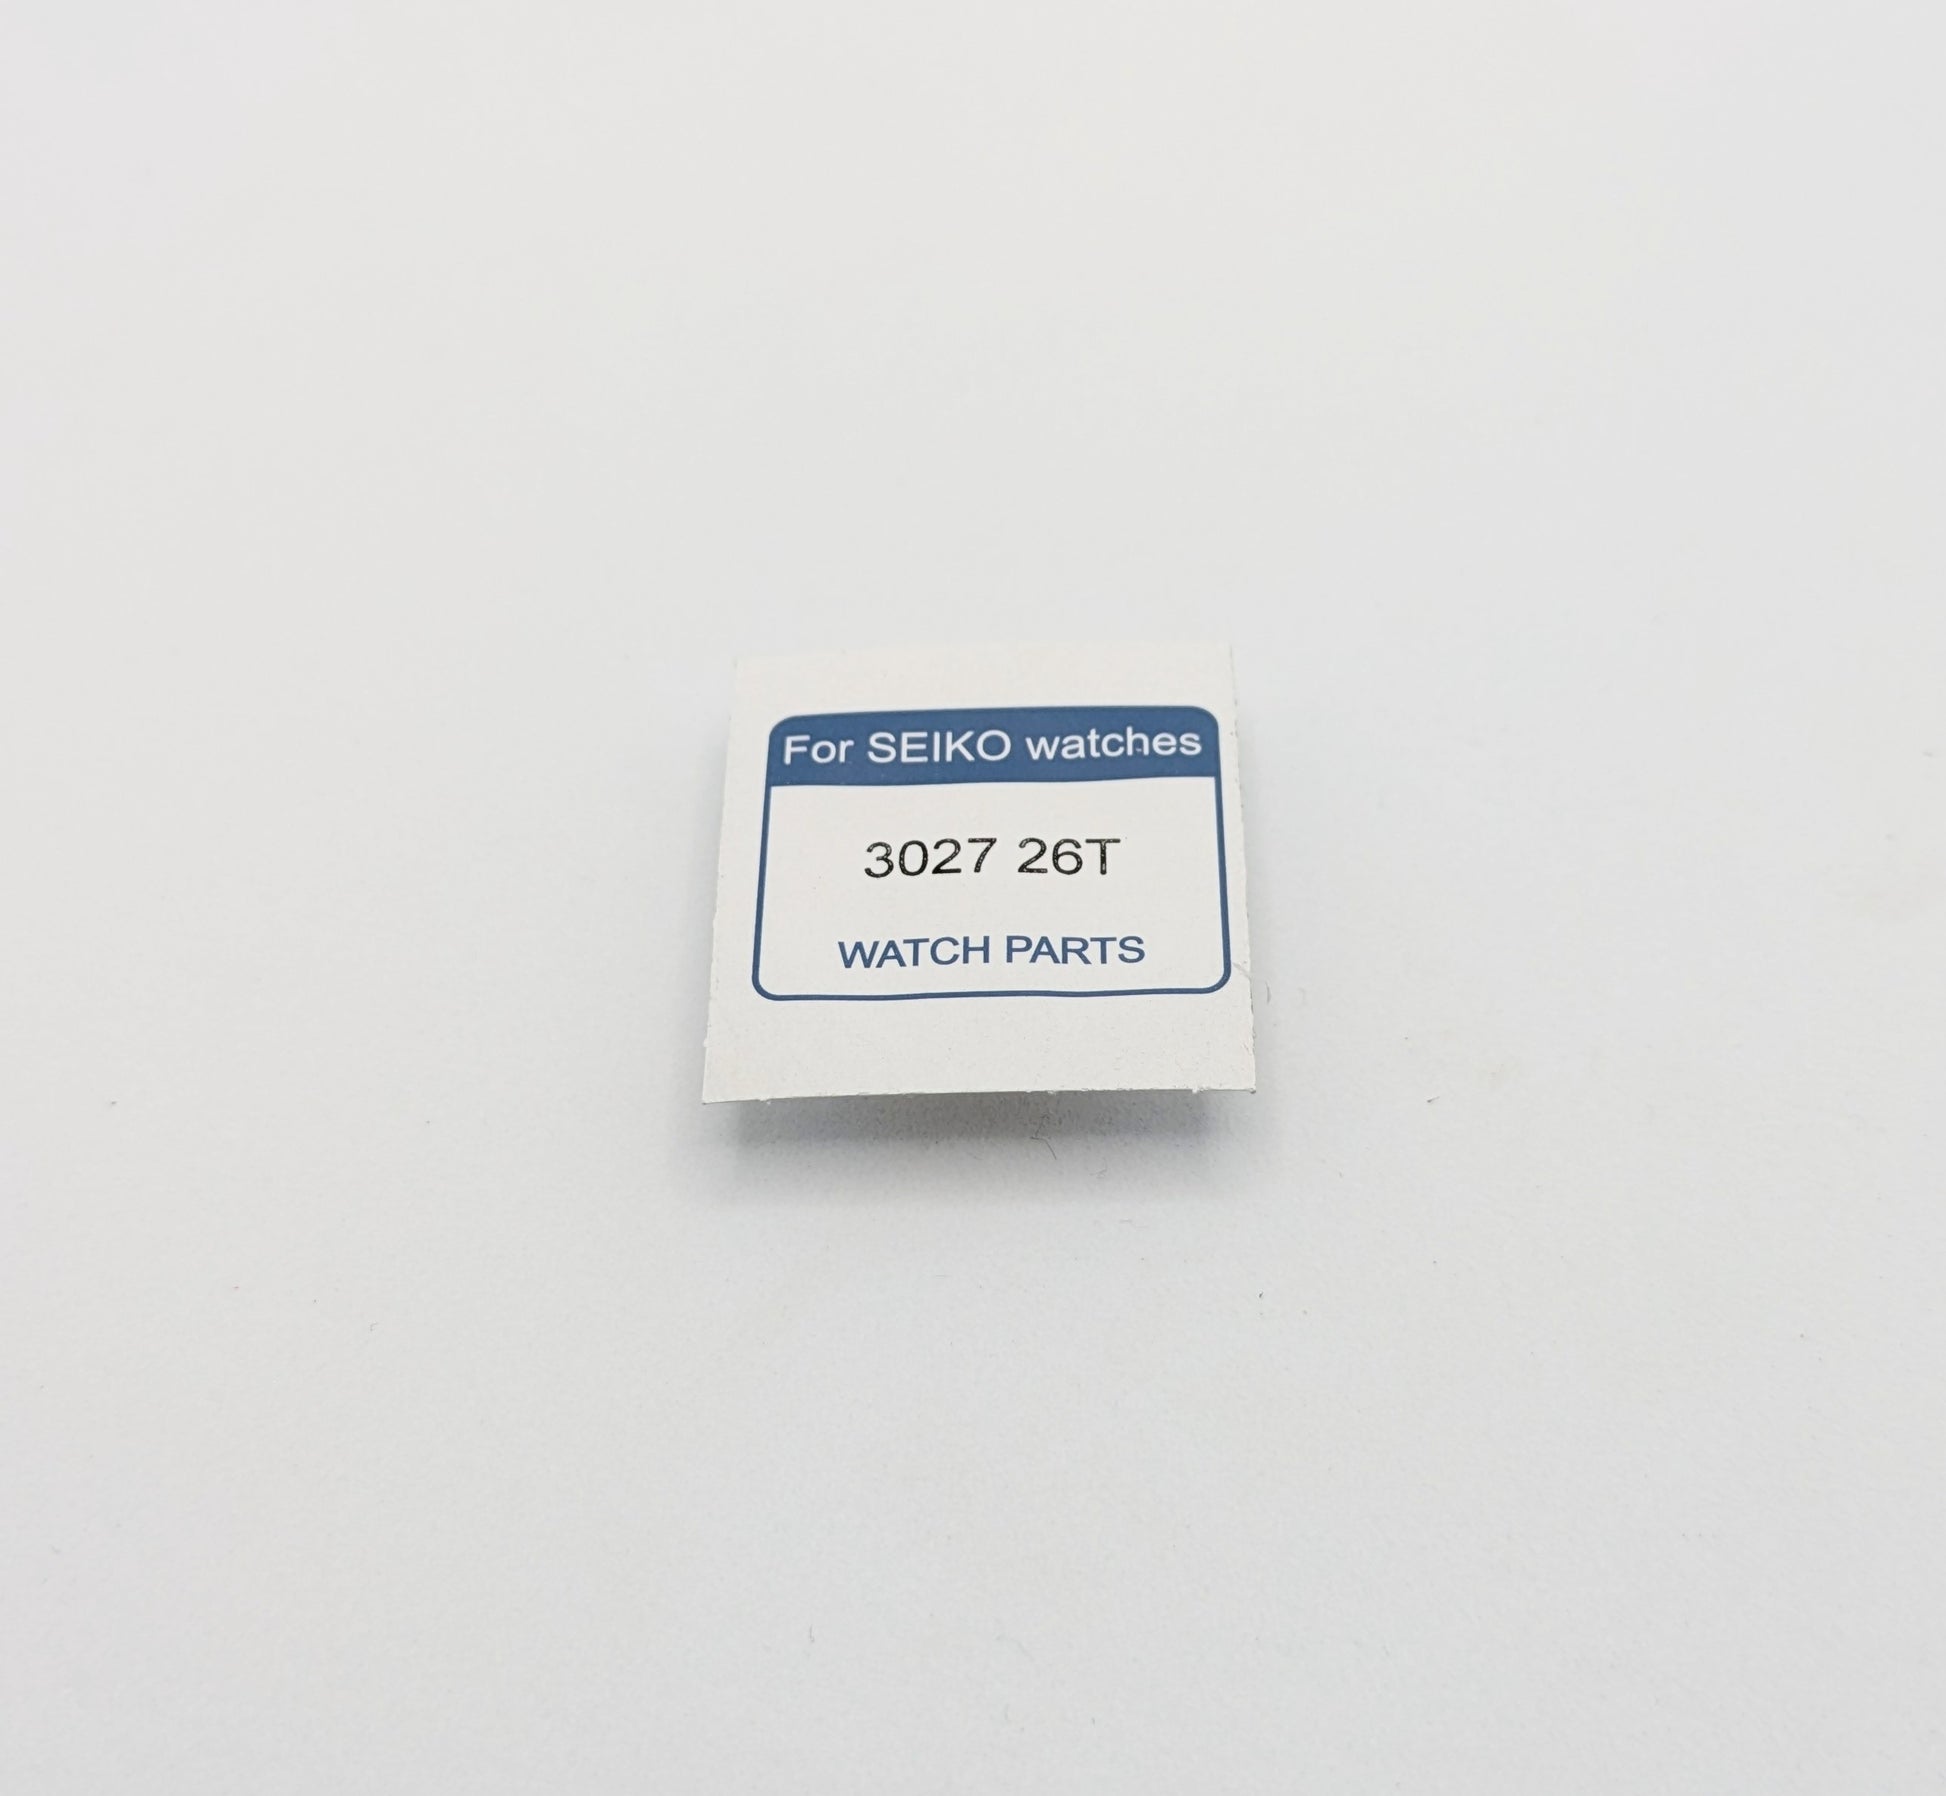 For SEIKO watches
3027 26T
WATCH PARTS